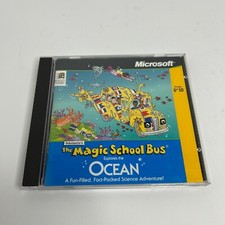 Microsoft
Scholastic's
the Magic School Bus
Explores the
OCEAN
A Fun-Filled, Fact-Packed Science Adventure!